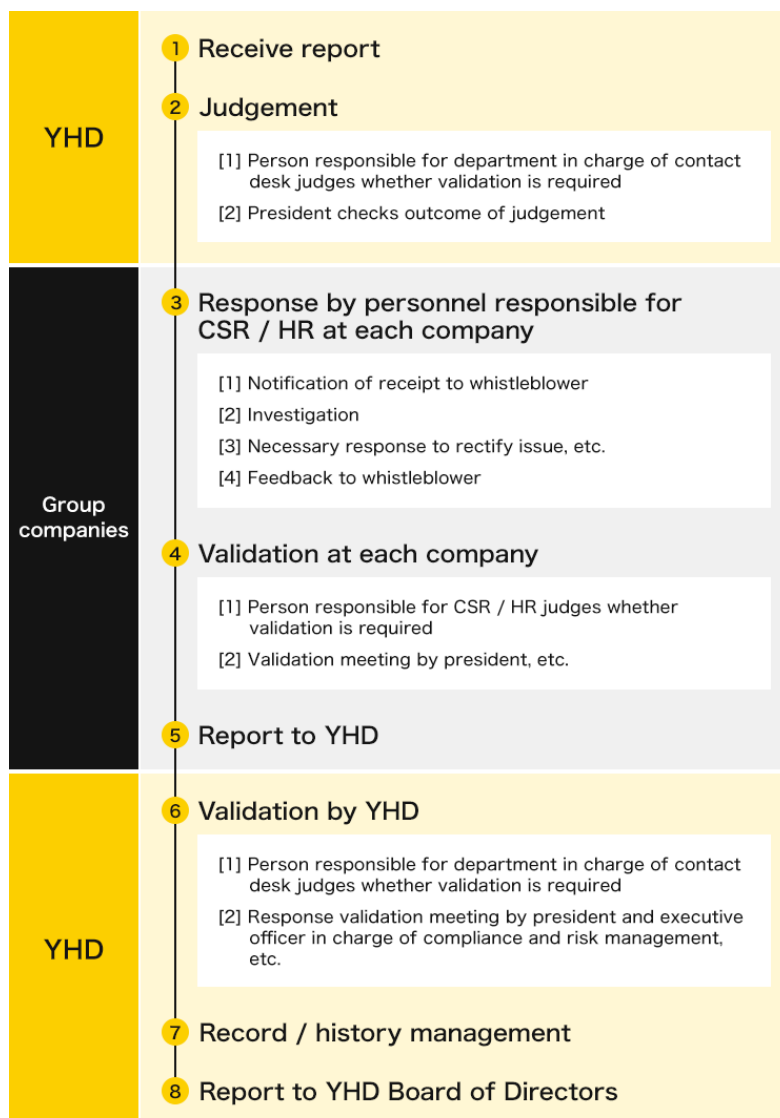 YHD
1 Receive report
2 Judgement
[1] Person responsible for department in charge of contact
desk judges whether validation is required
[2] President checks outcome of judgement
Group
companies
3 Response by personnel responsible for
CSR / HR at each company
[1] Notification of receipt to whistleblower
[2] Investigation
[3] Necessary response to rectify issue, etc.
[4] Feedback to whistleblower
4 Validation at each company
[1] Person responsible for CSR / HR judges whether
validation is required
[2] Validation meeting by president, etc.
5 Report to YHD
YHD
6 Validation by YHD
[1] Person responsible for department in charge of contact
desk judges whether validation is required
[2] Response validation meeting by president and executive
officer in charge of compliance and risk management,
etc.
7 Record / history management
8 Report to YHD Board of Directors